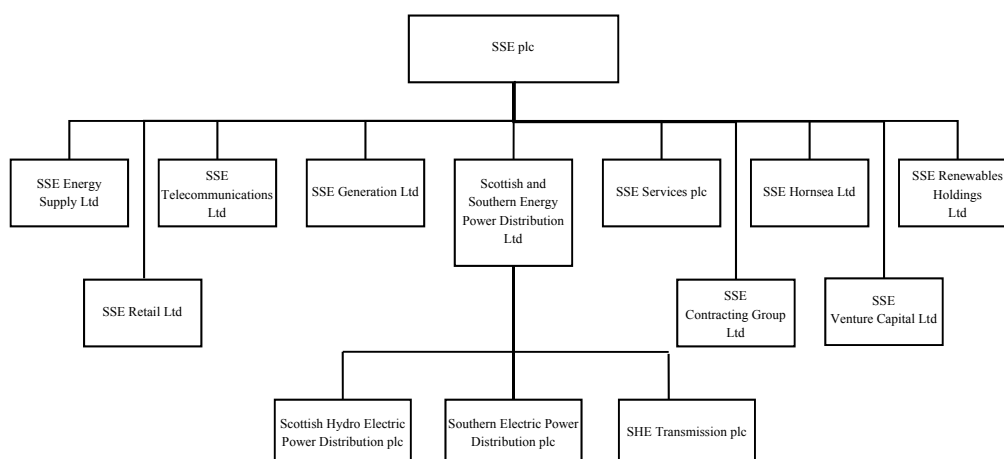 SSE plc
SSE Energy
Supply Ltd
SSE
Telecommunications
Ltd
SSE Generation Ltd
Scottish and
Southern Energy
Power Distribution
Ltd
SSE Services plc
SSE Hornsea Ltd
SSE Renewables
Holdings
Ltd
SSE Retail Ltd
SSE
Contracting Group
Ltd
SSE
Venture Capital Ltd
Scottish Hydro Electric
Power Distribution plc
Southern Electric Power
Distribution plc
SHE Transmission plc